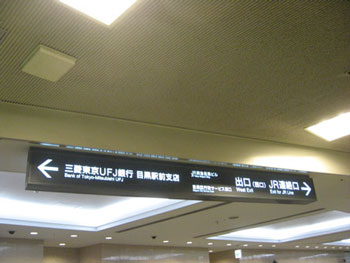 三菱東京UFJ銀行 目黒駅前支店
Bank of Tokyo-Mitsubishi UFJ
出口(西口)
West Exit
JR連絡口
Exit for JR Line